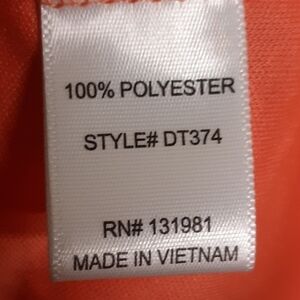 100% POLYESTER
STYLE# DT374
RN# 131981
MADE IN VIETNAM